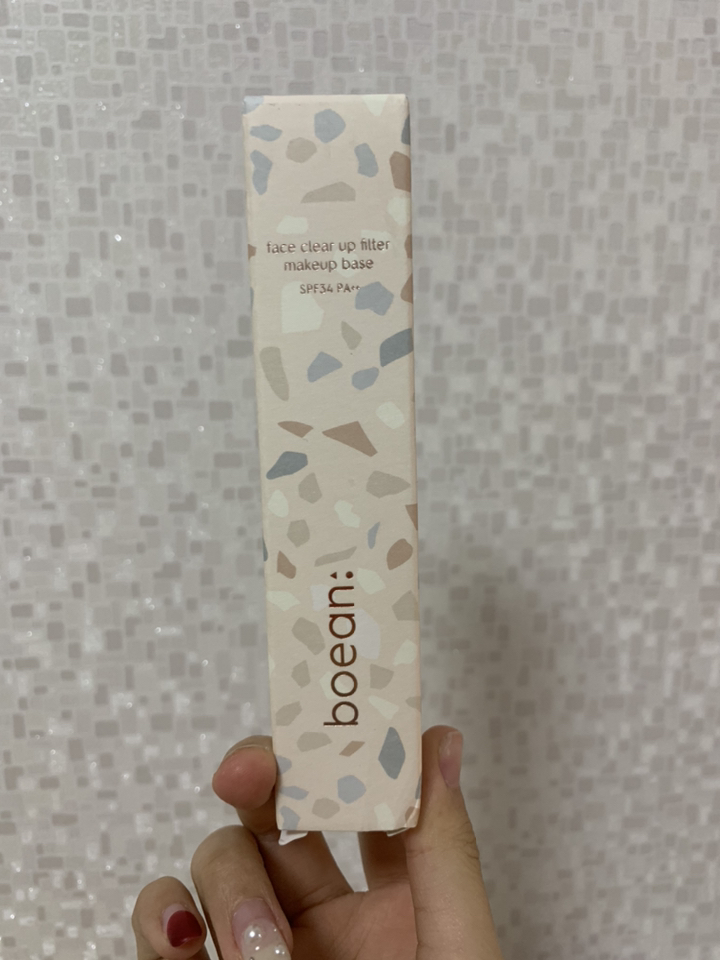 face clear up filter
makeup base
SPF34 PA++
boean: